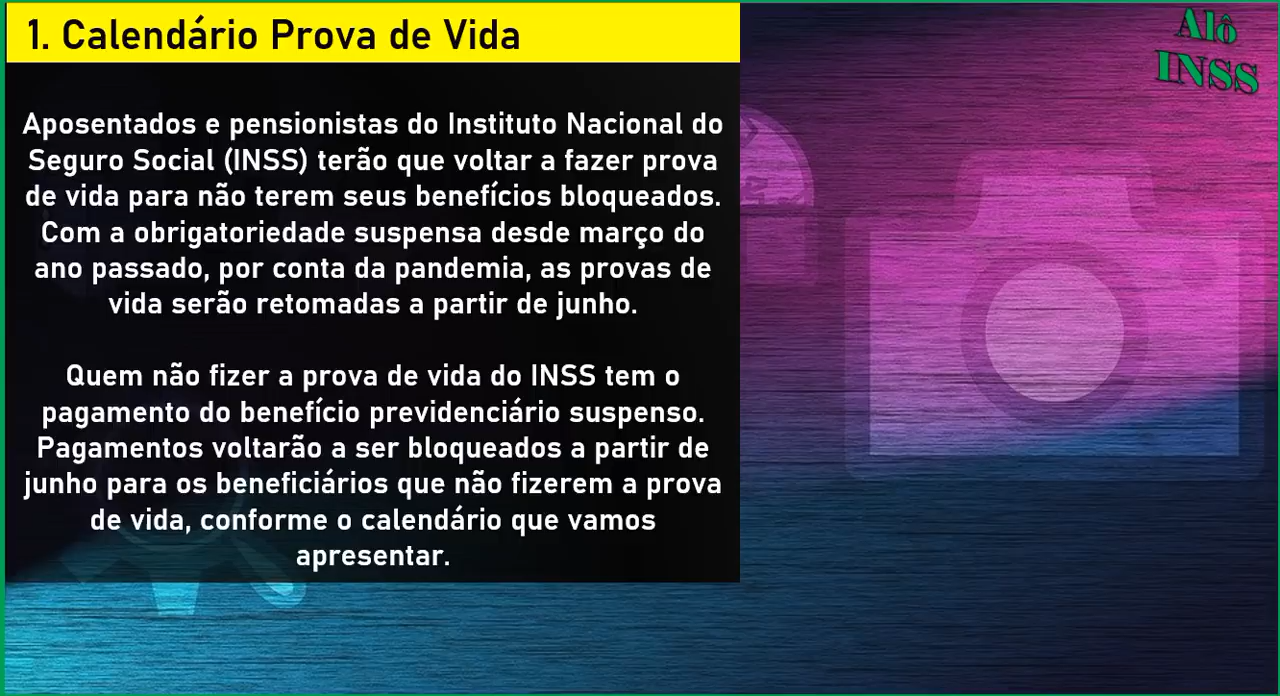 1. Calendário Prova de Vida
Alô
INSS
Aposentados e pensionistas do Instituto Nacional do
Seguro Social (INSS) terão que voltar a fazer prova
de vida para não terem seus benefícios bloqueados.
Com a obrigatoriedade suspensa desde março do
ano passado, por conta da pandemia, as provas de
vida serão retomadas a partir de junho.
Quem não fizer a prova de vida do INSS tem o
pagamento do benefício previdenciário suspenso.
Pagamentos voltarão a ser bloqueados a partir de
junho para os beneficiários que não fizerem a prova
de vida, conforme o calendário que vamos
apresentar.